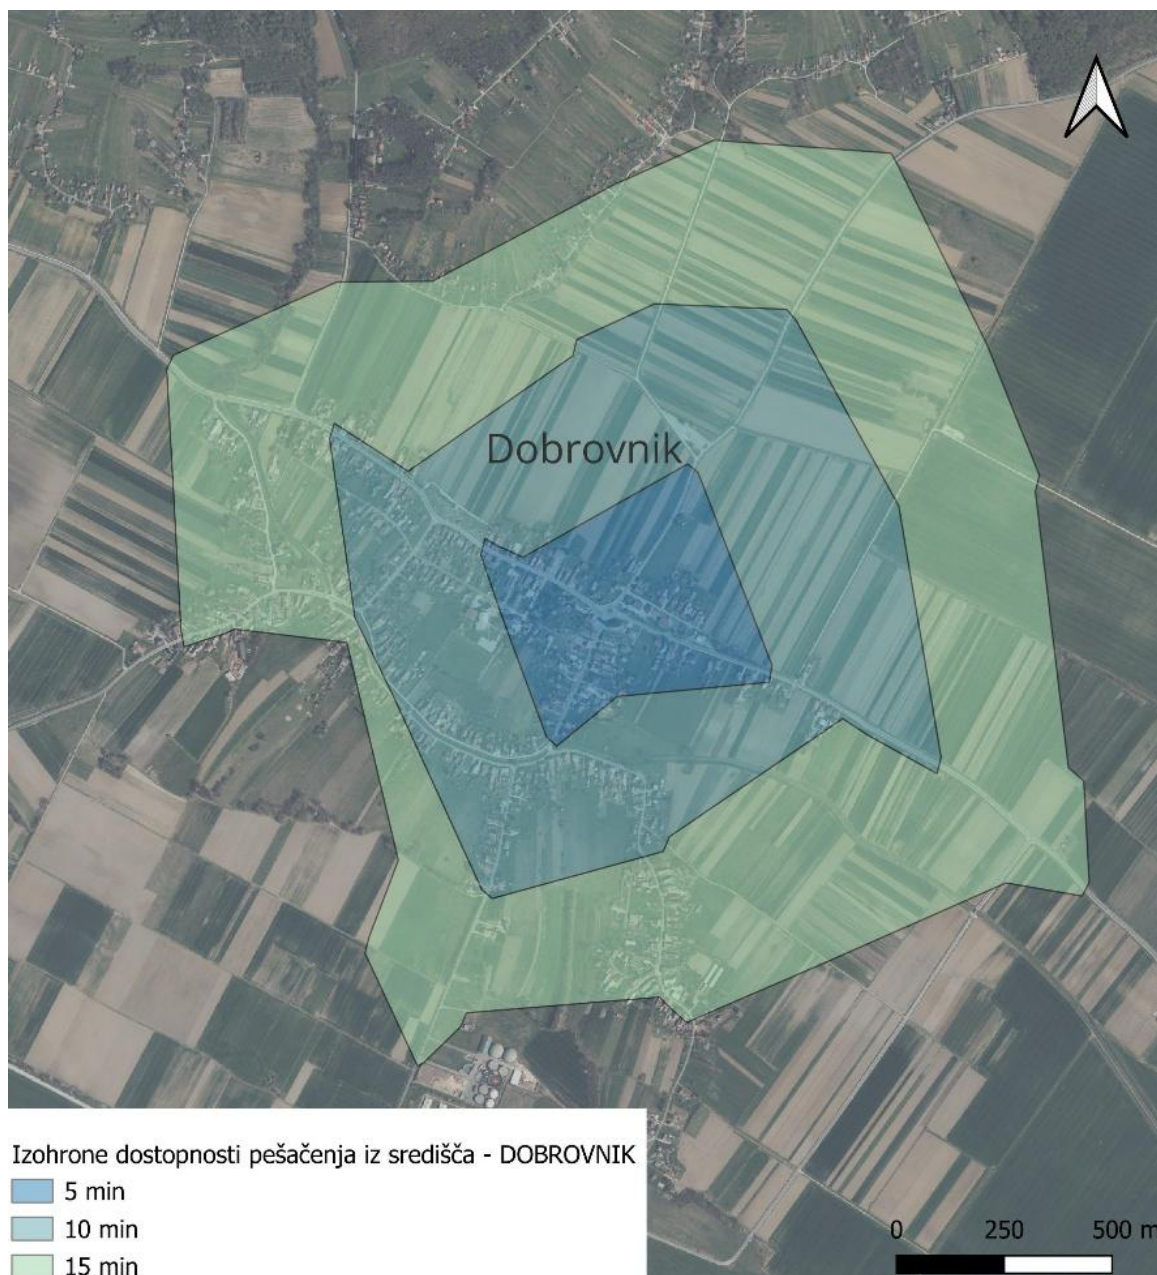 Dobrovnik
Izohrone dostopnosti pešačenja iz središča - DOBROVNIK
5 min
10 min
15 min
0 250 500 m